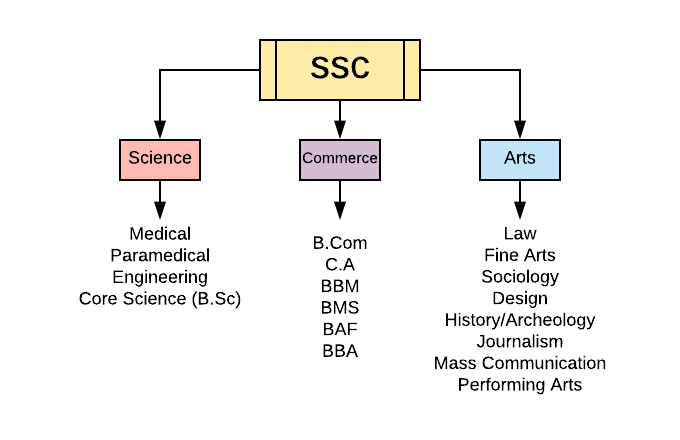 SSC
Science
Commerce
Arts
Medical
Paramedical
Engineering
Core Science (B.Sc)
B.Com
C.A
BBM
BMS
BAF
BBA
Law
Fine Arts
Sociology
Design
History/Archeology
Journalism
Mass Communication
Performing Arts